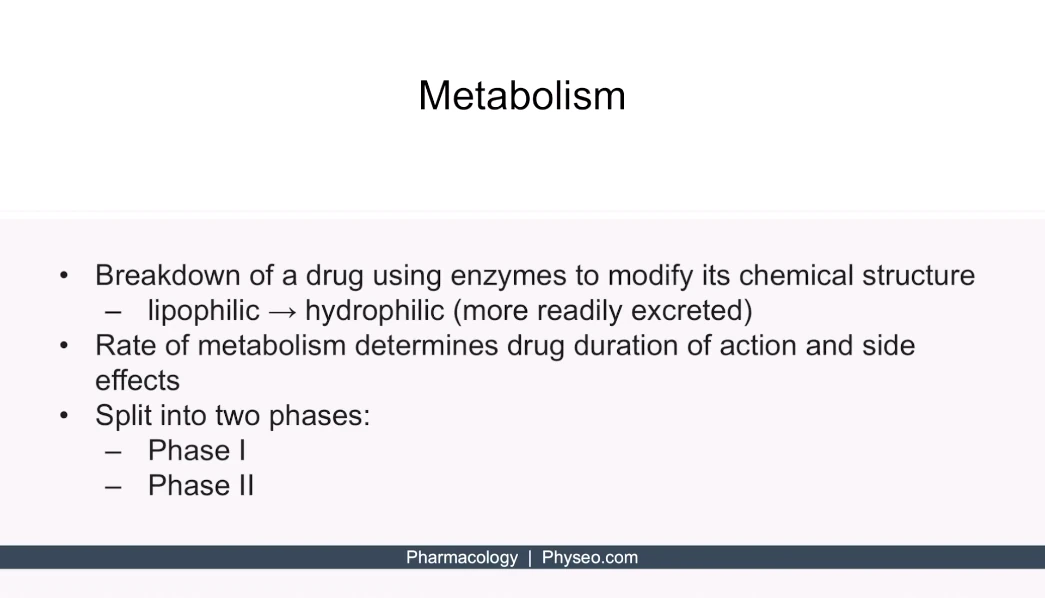 Metabolism
• Breakdown of a drug using enzymes to modify its chemical structure
– lipophilic → hydrophilic (more readily excreted)
• Rate of metabolism determines drug duration of action and side
effects
• Split into two phases:
– Phase I
– Phase II
Pharmacology | Physeo.com